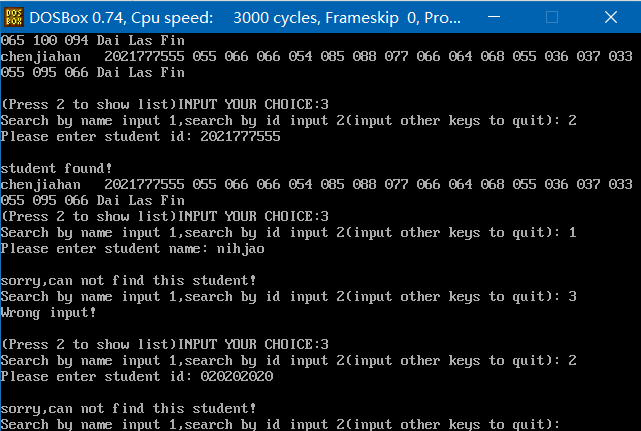 DOSBox 0.74, Cpu speed:    3000 cycles, Frameskip  0, Pro...
065 100 094 Dai Las Fin
chenjiahan   2021777555 055 066 066 054 085 088 077 066 064 068 055 036 037 033
055 095 066 Dai Las Fin
(Press 2 to show list)INPUT YOUR CHOICE:3
Search by name input 1,search by id input 2(input other keys to quit): 2
Please enter student id: 2021777555
student found!
chenjiahan   2021777555 055 066 066 054 085 088 077 066 064 068 055 036 037 033
055 095 066 Dai Las Fin
(Press 2 to show list)INPUT YOUR CHOICE:3
Search by name input 1,search by id input 2(input other keys to quit): 1
Please enter student name: nihjao
sorry,can not find this student!
Search by name input 1,search by id input 2(input other keys to quit): 3
Wrong input!
(Press 2 to show list)INPUT YOUR CHOICE:3
Search by name input 1,search by id input 2(input other keys to quit): 2
Please enter student id: 020202020
sorry,can not find this student!
Search by name input 1,search by id input 2(input other keys to quit):